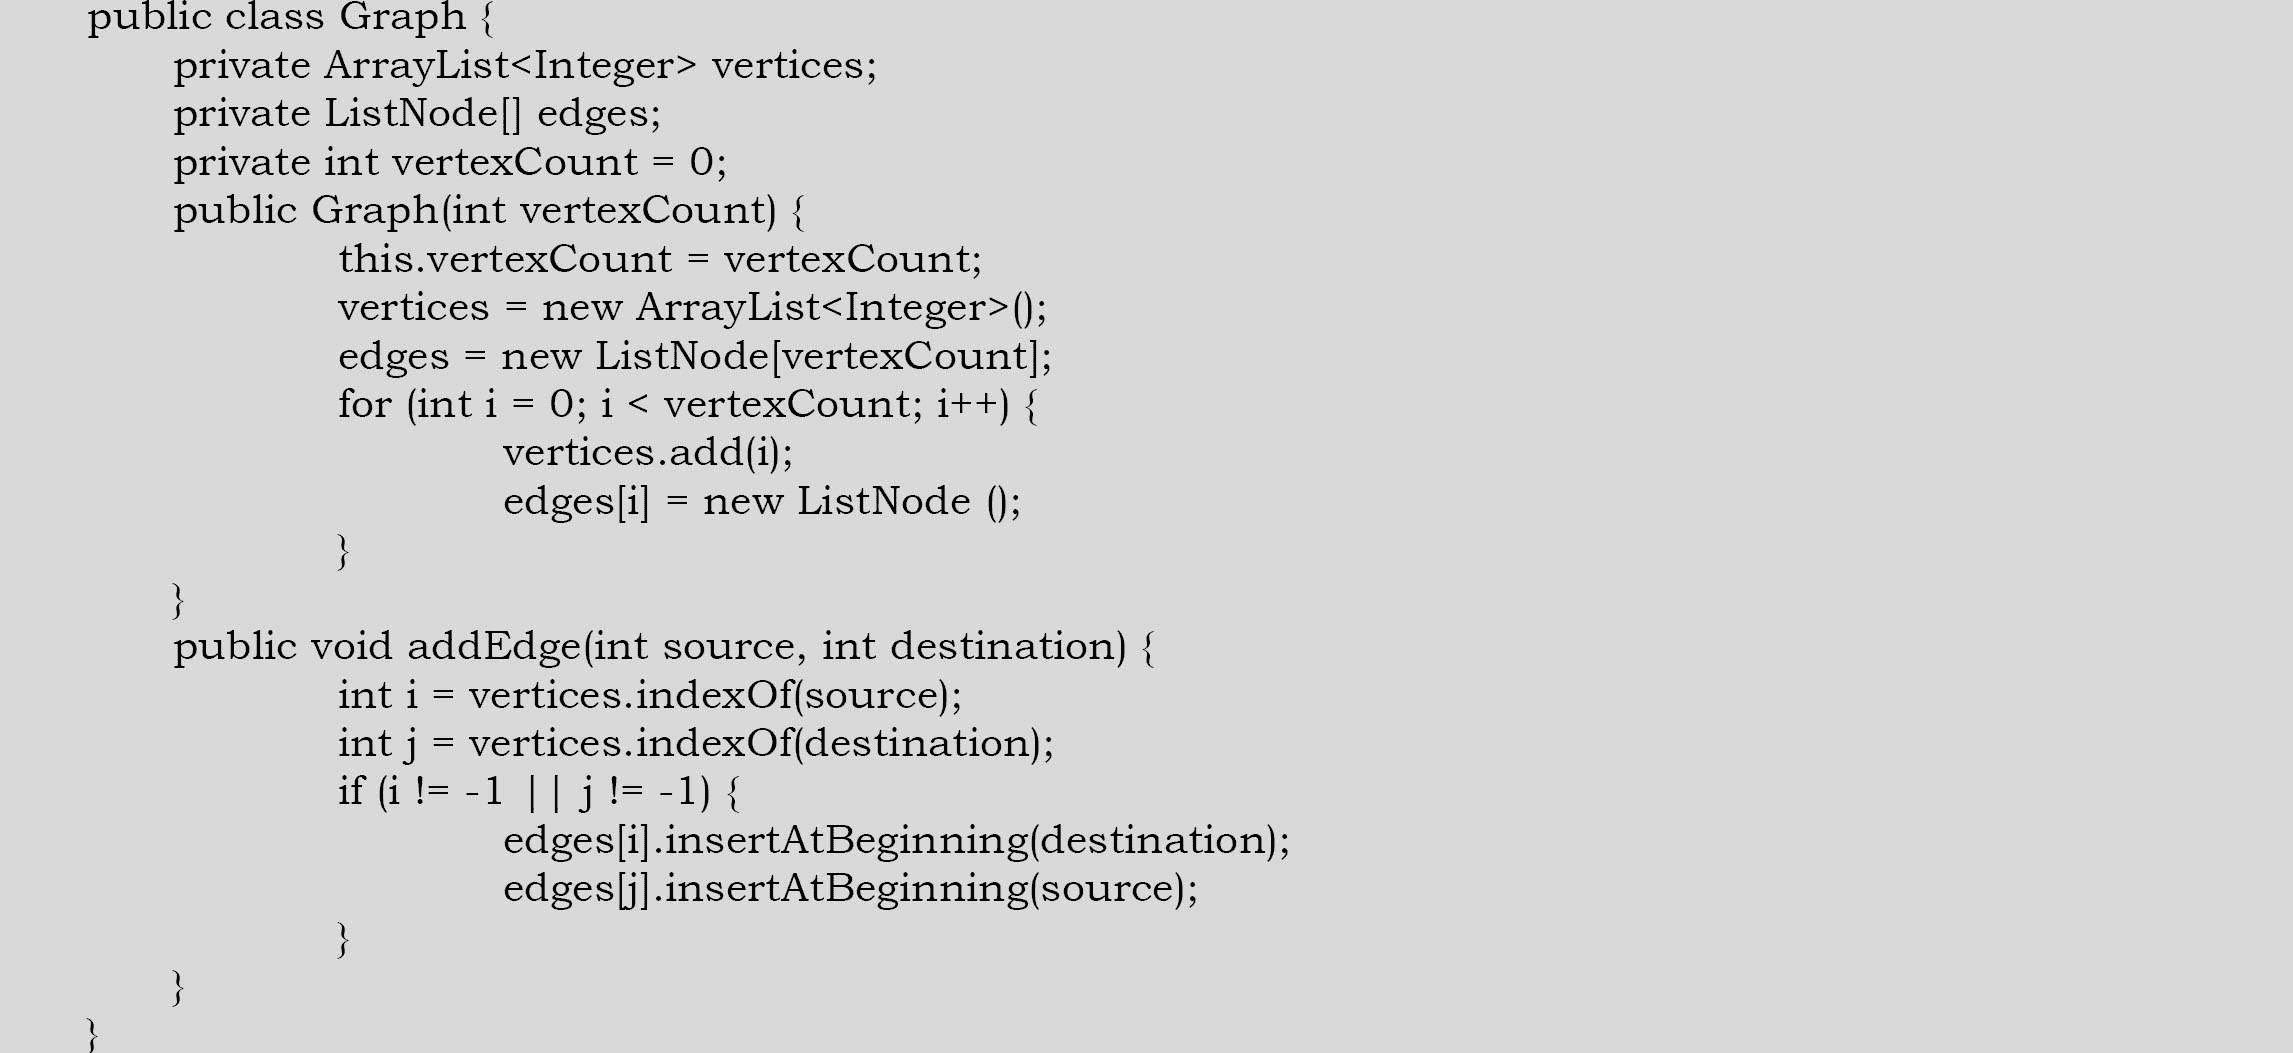 public class Graph {
private ArrayList<Integer> vertices;
private ListNode[] edges;
private int vertexCount = 0;
public Graph(int vertexCount) {
this.vertexCount = vertexCount;
vertices = new ArrayList<Integer>();
edges = new ListNode[vertexCount];
for (int i = 0; i < vertexCount; i++) {
vertices.add(i);
edges[i] = new ListNode ();
}
}
public void addEdge(int source, int destination) {
int i = vertices.indexOf(source);
int j = vertices.indexOf(destination);
if (i != -1 || j != -1) {
edges[i].insertAtBeginning(destination);
edges[j].insertAtBeginning(source);
}
}
}